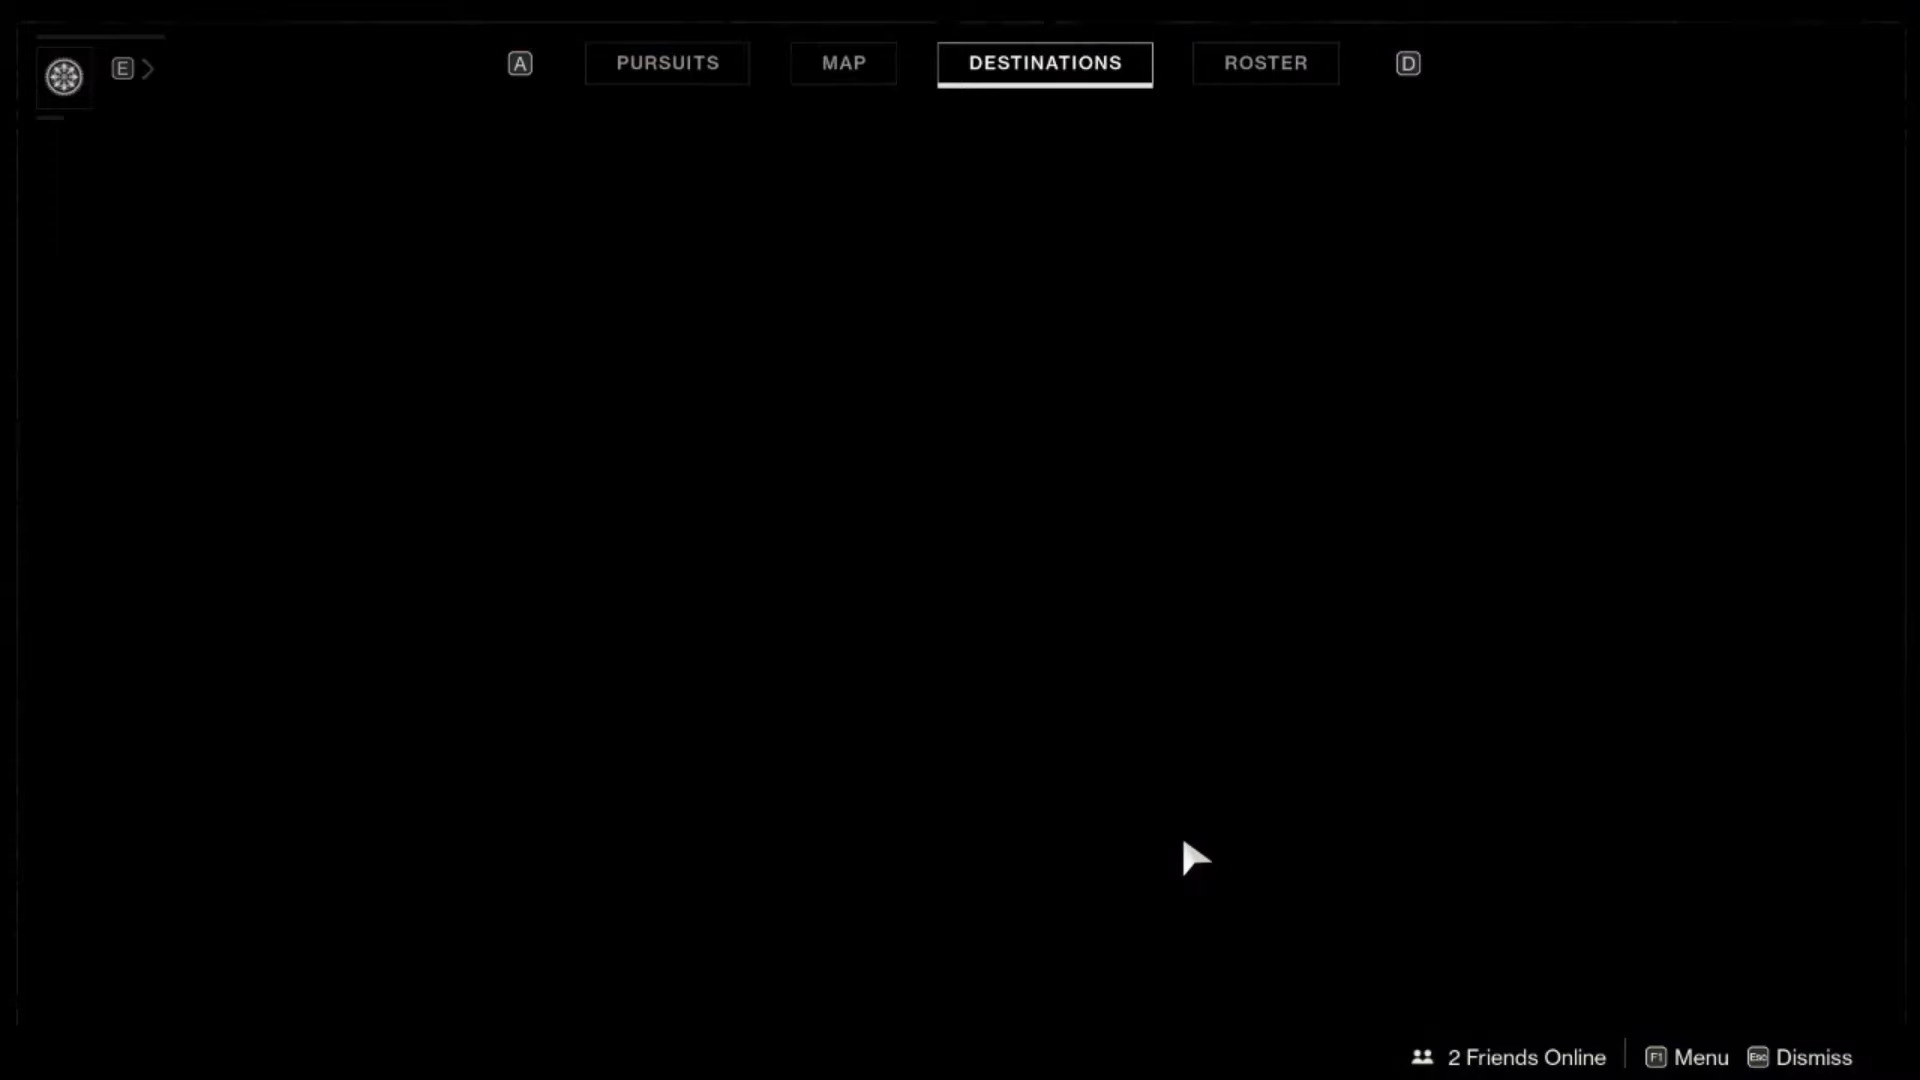 E
A PURSUITS MAP DESTINATIONS ROSTER D
2 Friends Online F1 Menu Esc Dismiss